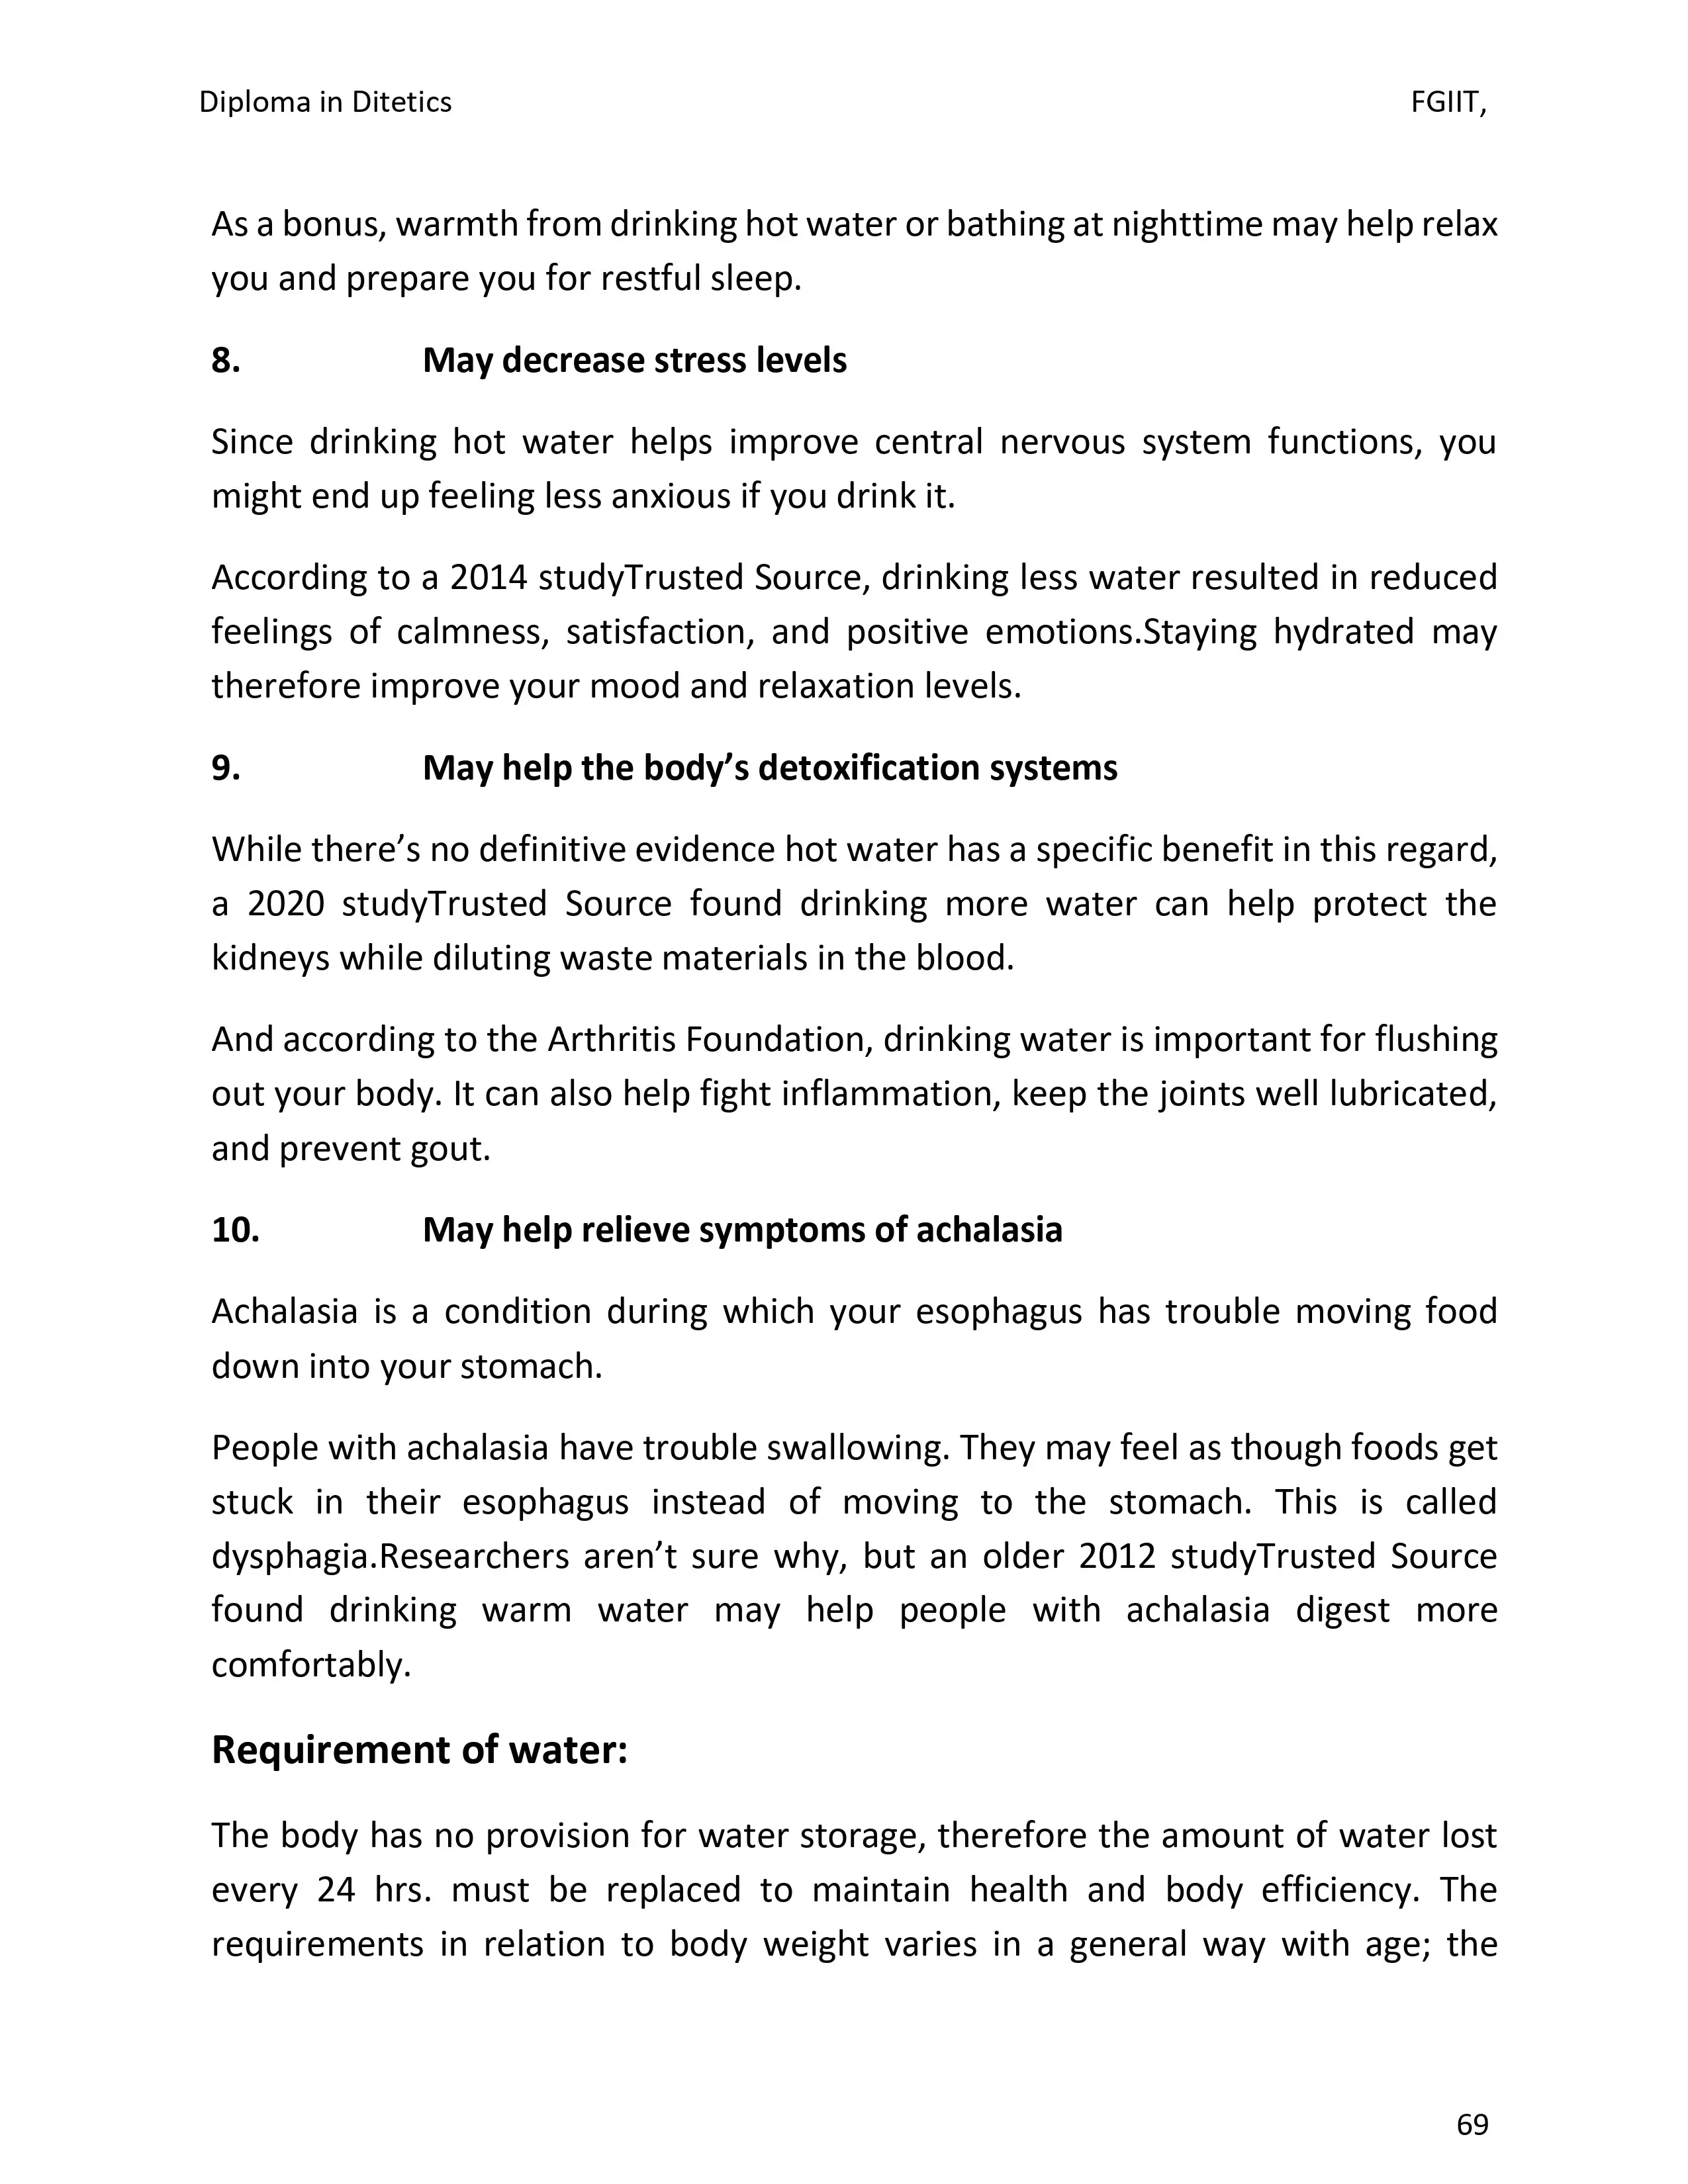 Diploma in Ditetics FGIIT,
As a bonus, warmth from drinking hot water or bathing at nighttime may help relax
you and prepare you for restful sleep.
8. May decrease stress levels
Since drinking hot water helps improve central nervous system functions, you
might end up feeling less anxious if you drink it.
According to a 2014 studyTrusted Source, drinking less water resulted in reduced
feelings of calmness, satisfaction, and positive emotions.Staying hydrated may
therefore improve your mood and relaxation levels.
9. May help the body’s detoxification systems
While there’s no definitive evidence hot water has a specific benefit in this regard,
a 2020 studyTrusted Source found drinking more water can help protect the
kidneys while diluting waste materials in the blood.
And according to the Arthritis Foundation, drinking water is important for flushing
out your body. It can also help fight inflammation, keep the joints well lubricated,
and prevent gout.
10. May help relieve symptoms of achalasia
Achalasia is a condition during which your esophagus has trouble moving food
down into your stomach.
People with achalasia have trouble swallowing. They may feel as though foods get
stuck in their esophagus instead of moving to the stomach. This is called
dysphagia.Researchers aren’t sure why, but an older 2012 studyTrusted Source
found drinking warm water may help people with achalasia digest more
comfortably.
Requirement of water:
The body has no provision for water storage, therefore the amount of water lost
every 24 hrs. must be replaced to maintain health and body efficiency. The
requirements in relation to body weight varies in a general way with age; the
69